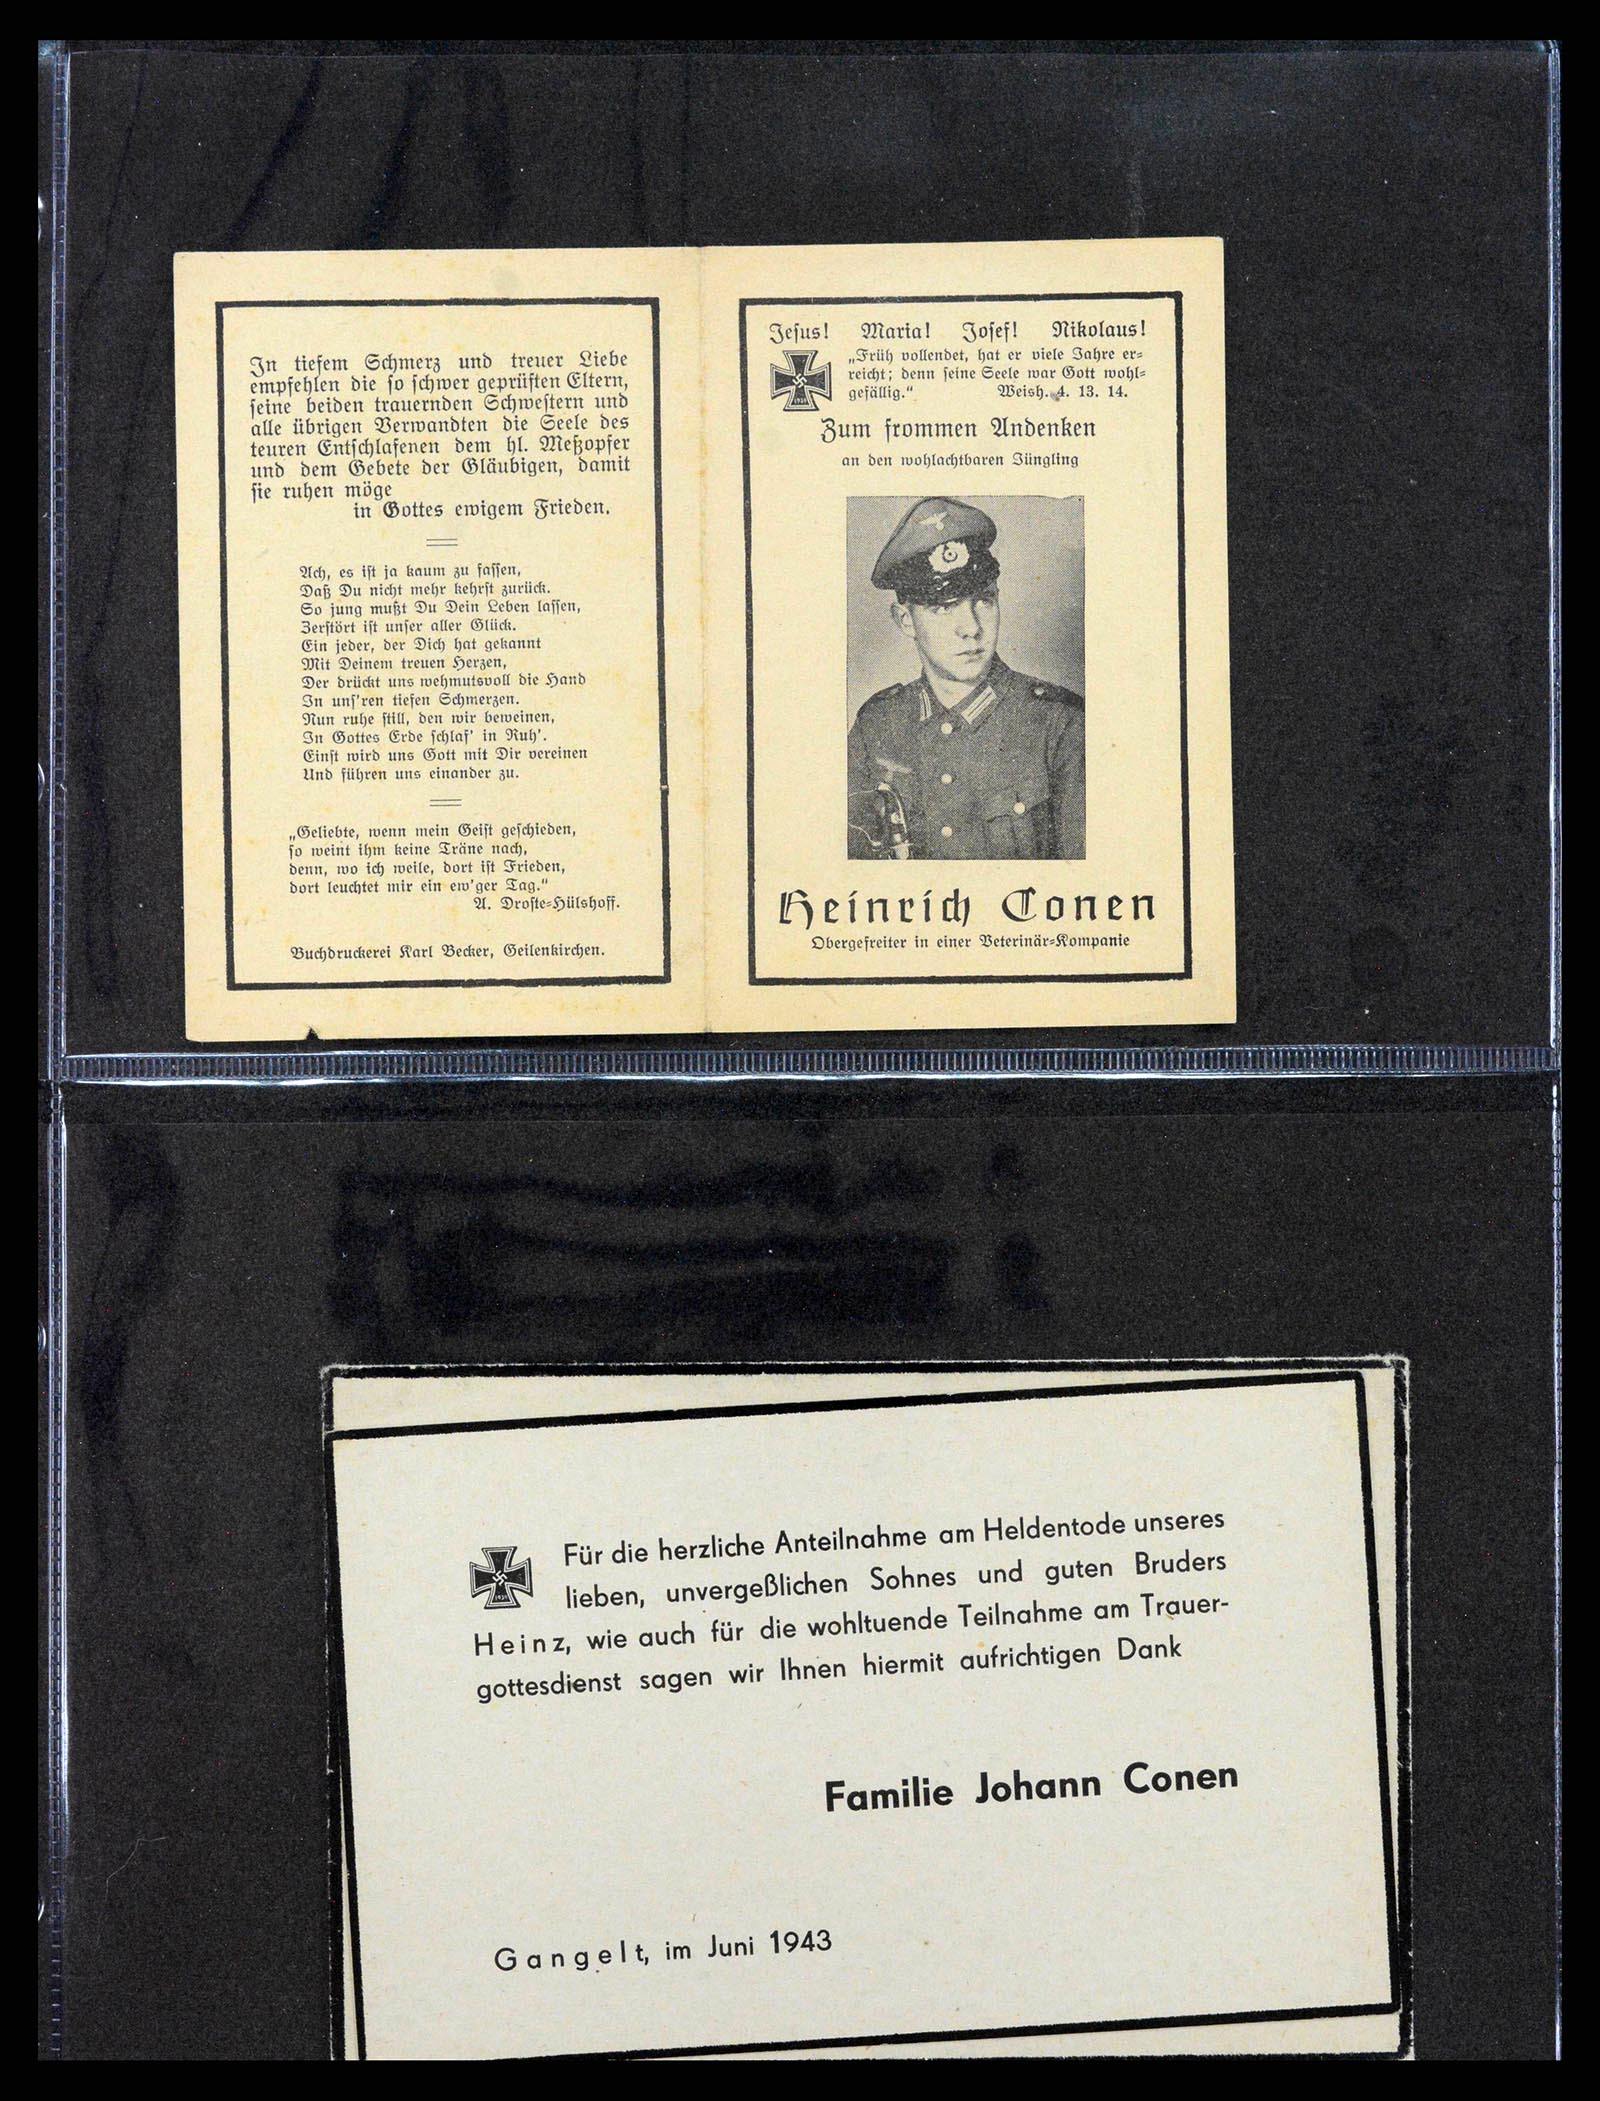 In tiefem Schmerz und treuer Liebe
empfehlen die so schwer geprüften Eltern,
seine beiden trauernden Schwestern und
alle übrigen Verwandten die Seele des
teuren Entschlafenen dem hl. Meßopfer
und dem Gebete der Gläubigen, damit
sie ruhen möge
in Gottes ewigem Frieden.
Ach, es ist ja kaum zu fassen,
Daß Du nicht mehr kehrst zurück.
So jung mußt Du Dein Leben lassen,
Zerstört ist unser aller Glück.
Ein jeder, der Dich hat gekannt
Mit Deinem treuen Herzen,
Der drückt uns wehmutsvoll die Hand
In uns'ren tiefen Schmerzen.
Nun ruhe still, den wir beweinen,
In Gottes Erde schlaf' in Ruh'.
Einst wird uns Gott mit Dir vereinen
Und führen uns einander zu.
„Geliebte, wenn mein Geist geschieden,
so weint ihm keine Träne nach,
denn, wo ich weile, dort ist Frieden,
dort leuchtet mir ein ew'ger Tag.“
A. Droste-Hülshoff.
Buchdruckerei Karl Becker, Geilenkirchen.
Jesus! Maria! Josef! Nikolaus!
„Früh vollendet, hat er viele Jahre er-
reicht; denn seine Seele war Gott wohl-
gefällig.“ Weish. 4. 13. 14.
1939
Zum frommen Andenken
an den wohlachtbaren Jüngling
Heinrich Conen
Obergefreiter in einer Veterinär-Kompanie
Für die herzliche Anteilnahme am Heldentode unseres
lieben, unvergeßlichen Sohnes und guten Bruders
1939
Heinz, wie auch für die wohltuende Teilnahme am Trauer-
gottesdienst sagen wir Ihnen hiermit aufrichtigen Dank
Familie Johann Conen
Gangelt, im Juni 1943